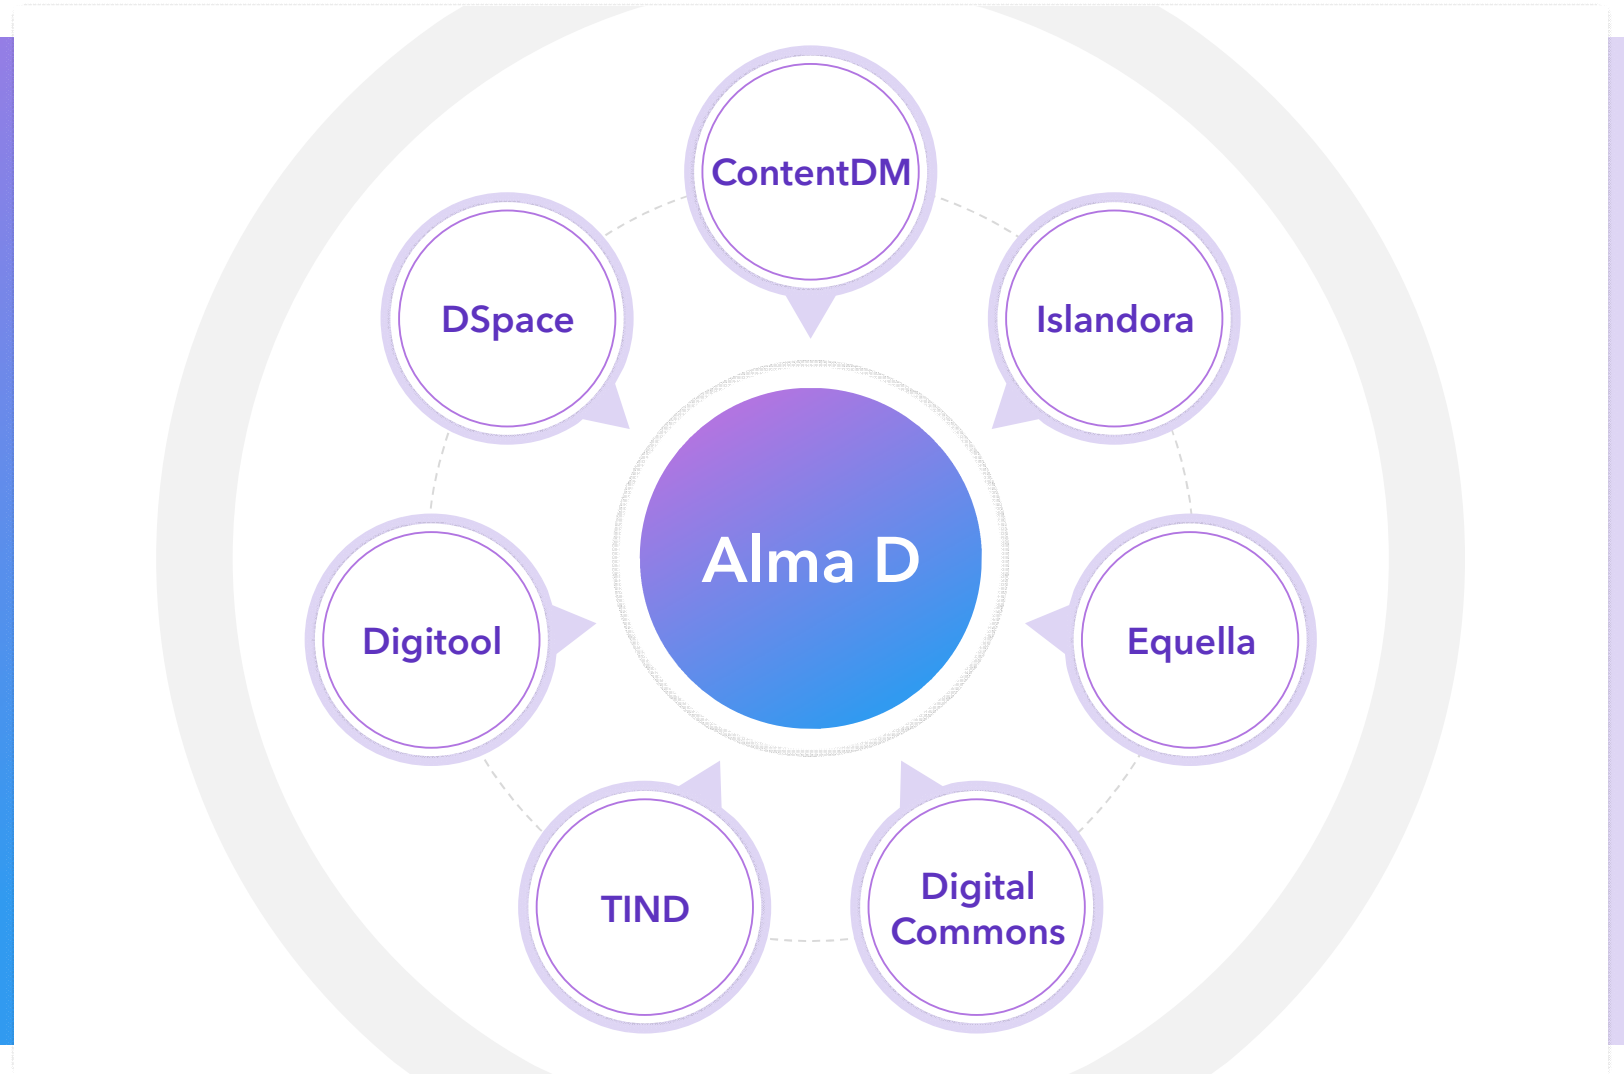 ContentDM
DSpace
Islandora
Alma D
Digitool
Equella
TIND
Digital
Commons